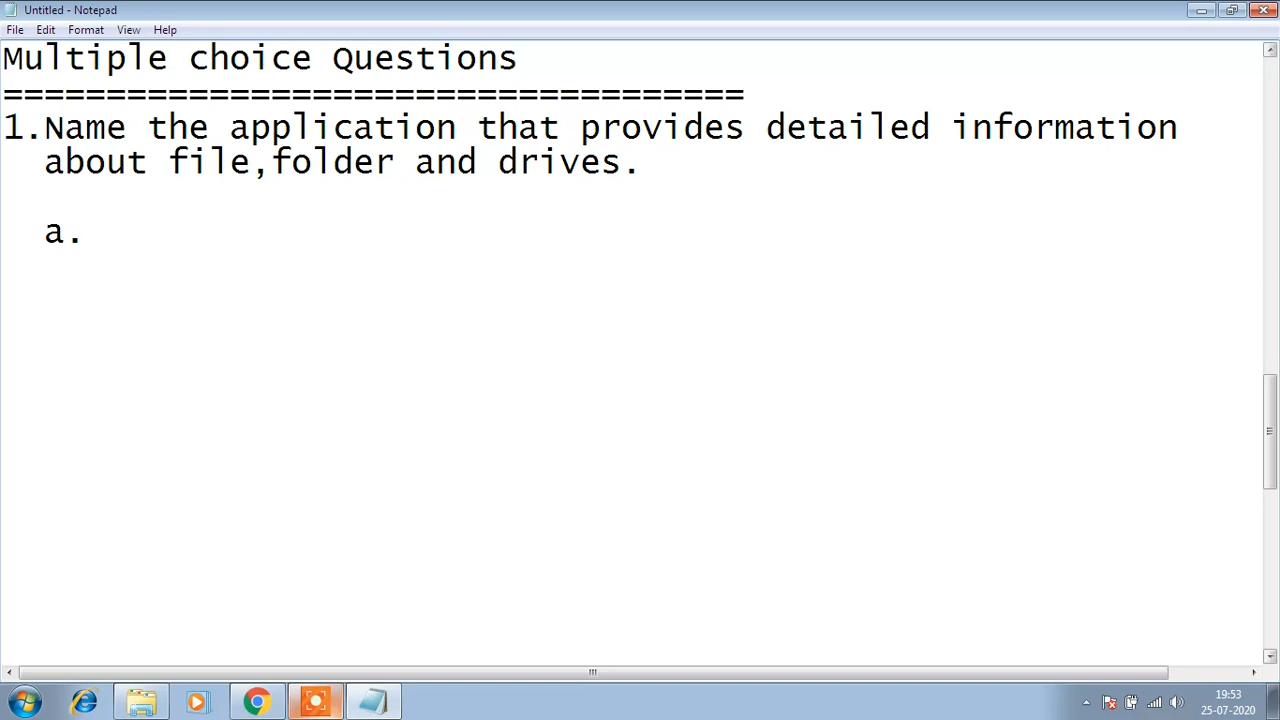 Untitled - Notepad
File Edit Format View Help
Multiple choice Questions
====================================
1.Name the application that provides detailed information
about file,folder and drives.
a.
19:53
25-07-2020